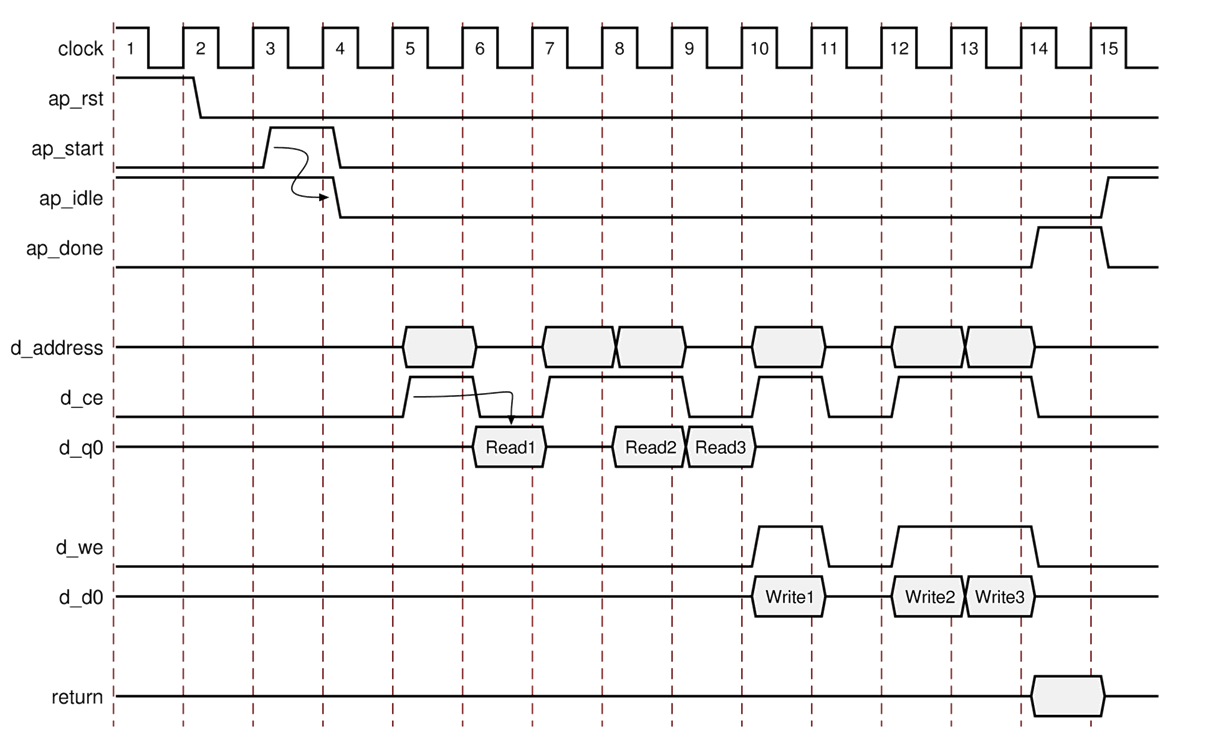 clock 1 2 3 4 5 6 7 8 9 10 11 12 13 14 15
ap_rst
ap_start
ap_idle
ap_done
d_address
d_ce
d_q0 Read1 Read2 Read3
d_we
d_d0 Write1 Write2 Write3
return